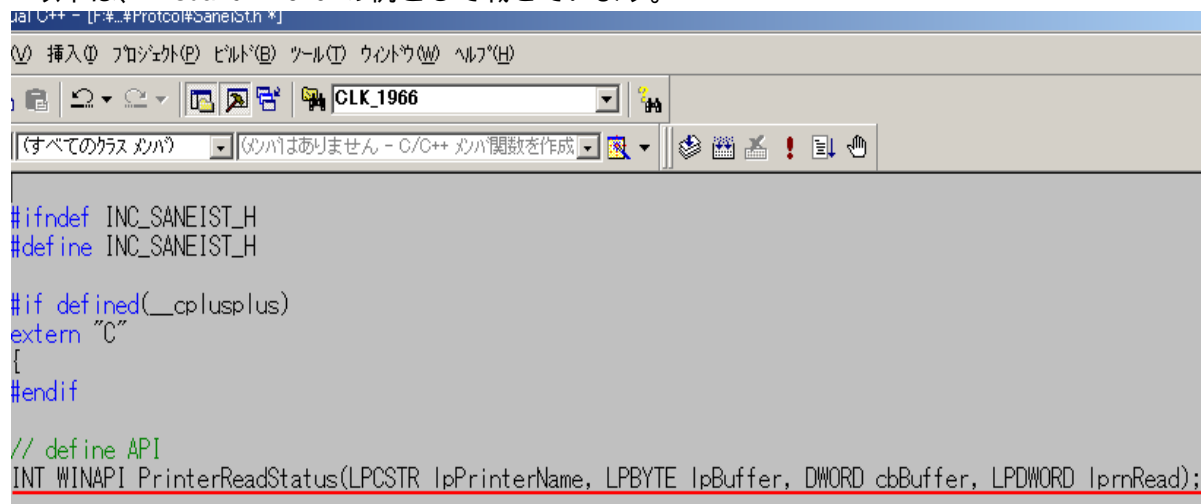 ual C++ - [F:¥...¥Protcol¥SaneiSt.h *]
(V) 挿入(I) プロジェクト(P) ビルド(B) ツール(T) ウィンドウ(W) ヘルプ(H)
CLK_1966
(すべてのクラス メンバ) (メンバはありません - C/C++ メンバ関数を作成
#ifndef INC_SANEIST_H
#define INC_SANEIST_H
#if defined(__cplusplus)
extern "C"
{
#endif
// define API
INT WINAPI PrinterReadStatus(LPCSTR lpPrinterName, LPBYTE lpBuffer, DWORD cbBuffer, LPDWORD lprnRead);